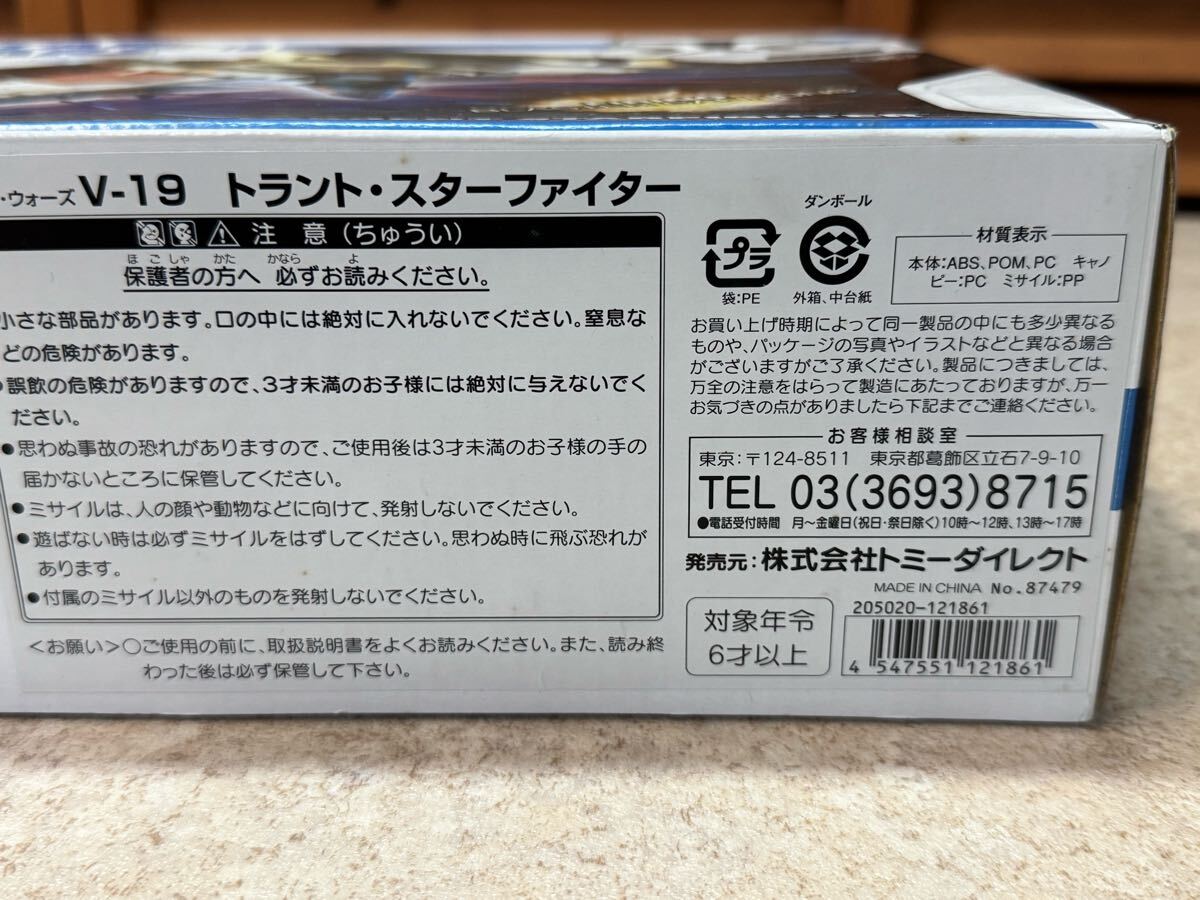 ・ウォーズ V-19 トラント・スターファイター
注 意（ちゅうい）
ほ ご しゃ かた かなら よ
保護者の方へ 必ずお読みください。
小さな部品があります。口の中には絶対に入れないでください。窒息な
どの危険があります。
●誤飲の危険がありますので、3才未満のお子様には絶対に与えないでく
ださい。
●思わぬ事故の恐れがありますので、ご使用後は3才未満のお子様の手の
届かないところに保管してください。
●ミサイルは、人の顔や動物などに向けて、発射しないでください。
●遊ばない時は必ずミサイルをはずしてください。思わぬ時に飛ぶ恐れが
あります。
●付属のミサイル以外のものを発射しないでください。
<お願い>○ご使用の前に、取扱説明書をよくお読みください。また、読み終
わった後は必ず保管して下さい。
プラ
袋:PE
ダンボール
外箱、中台紙
材質表示
本体:ABS、POM、PC キャノ
ピー:PC ミサイル:PP
お買い上げ時期によって同一製品の中にも多少異なる
ものや、パッケージの写真やイラストなどと異なる場合
がございますがご了承ください。製品につきましては、
万全の注意をはらって製造にあたっておりますが、万一
お気づきの点がありましたら下記までご連絡ください。
お客様相談室
東京:〒124-8511 東京都葛飾区立石7-9-10
TEL 03(3693)8715
●電話受付時間 月〜金曜日(祝日・祭日除く)10時〜12時、13時〜17時
発売元:株式会社トミーダイレクト
MADE IN CHINA No.87479
対象年令
6才以上
205020-121861
4 547551 121861